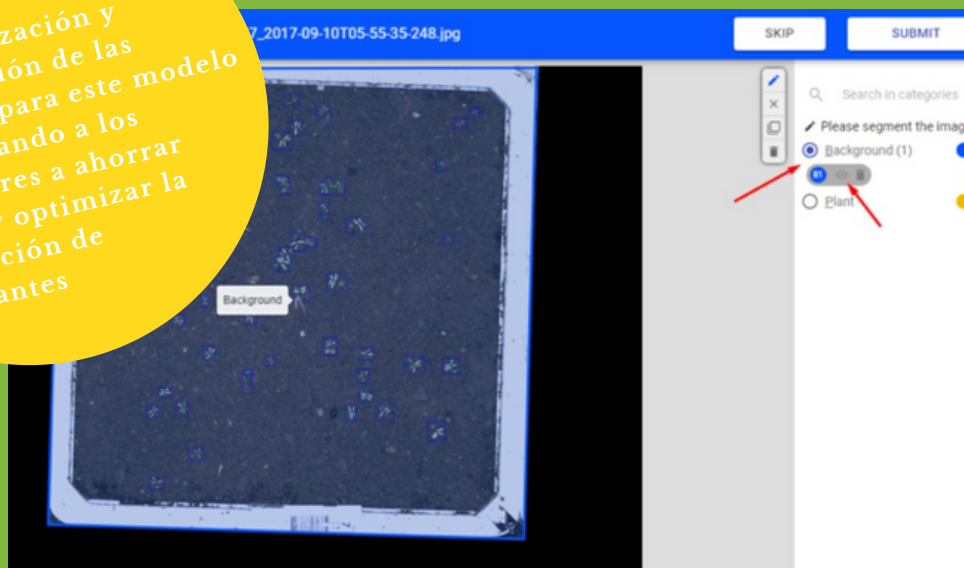 zación y
ión de las
para este modelo
ando a los
res a ahorrar
y optimizar la
ción de
antes
7_2017-09-10T05-55-35-248.jpg
SKIP
SUBMIT
Search in categories
Please segment the imag
Background (1)
B1
Plant
Background